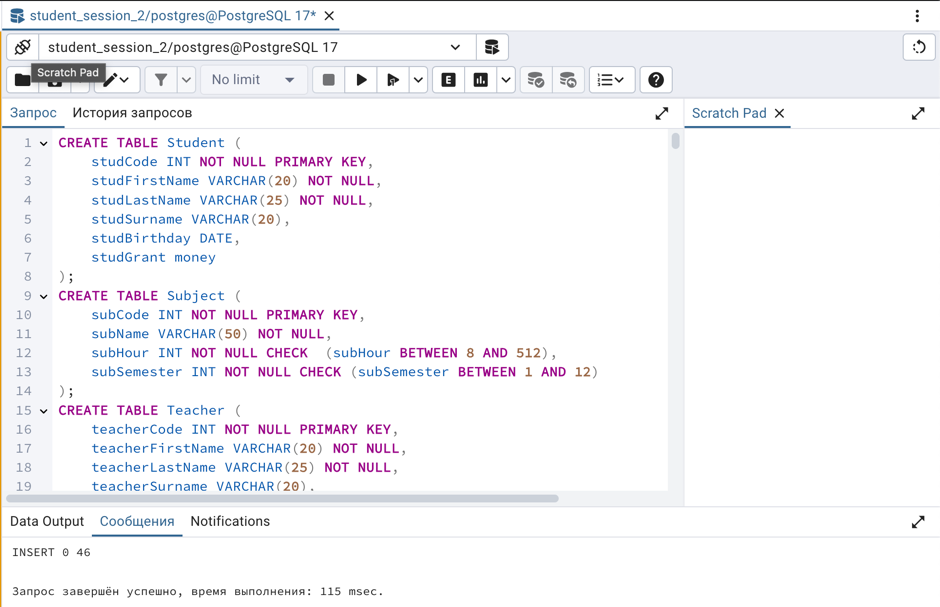 student_session_2/postgres@PostgreSQL 17*
student_session_2/postgres@PostgreSQL 17
Scratch Pad
No limit
E
Запрос
История запросов
Scratch Pad
1 CREATE TABLE Student (
2 studCode INT NOT NULL PRIMARY KEY,
3 studFirstName VARCHAR(20) NOT NULL,
4 studLastName VARCHAR(25) NOT NULL,
5 studSurname VARCHAR(20),
6 studBirthday DATE,
7 studGrant money
8 );
9 CREATE TABLE Subject (
10 subCode INT NOT NULL PRIMARY KEY,
11 subName VARCHAR(50) NOT NULL,
12 subHour INT NOT NULL CHECK  (subHour BETWEEN 8 AND 512),
13 subSemester INT NOT NULL CHECK (subSemester BETWEEN 1 AND 12)
14 );
15 CREATE TABLE Teacher (
16 teacherCode INT NOT NULL PRIMARY KEY,
17 teacherFirstName VARCHAR(20) NOT NULL,
18 teacherLastName VARCHAR(25) NOT NULL,
19 teacherSurname VARCHAR(20),
Data Output
Сообщения
Notifications
INSERT 0 46
Запрос завершён успешно, время выполнения: 115 msec.